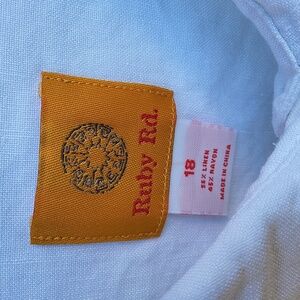 Ruby Rd.
18
55% LINEN
45% RAYON
MADE IN CHINA